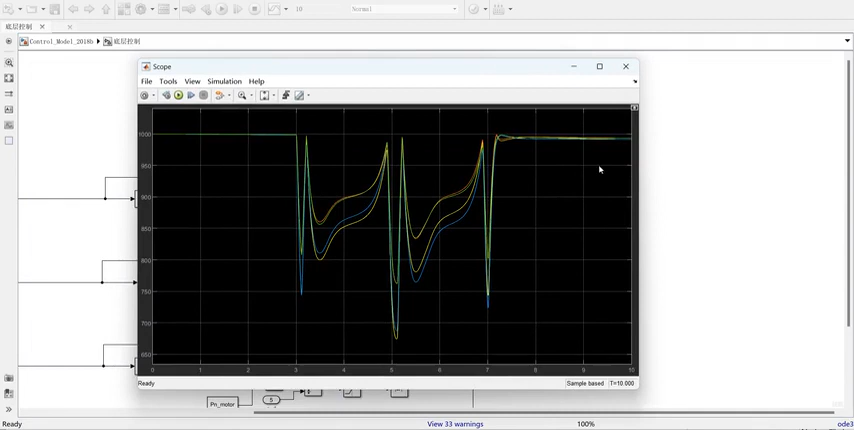 10
Normal
底层控制
Control_Model_2018b 底层控制
Scope
File Tools View Simulation Help
1000
950
900
850
800
750
700
650
0 1 2 3 4 5 6 7 8 9 10
Ready Sample based T=10.000
Pn_motor
5
Ready View 33 warnings 100% ode3